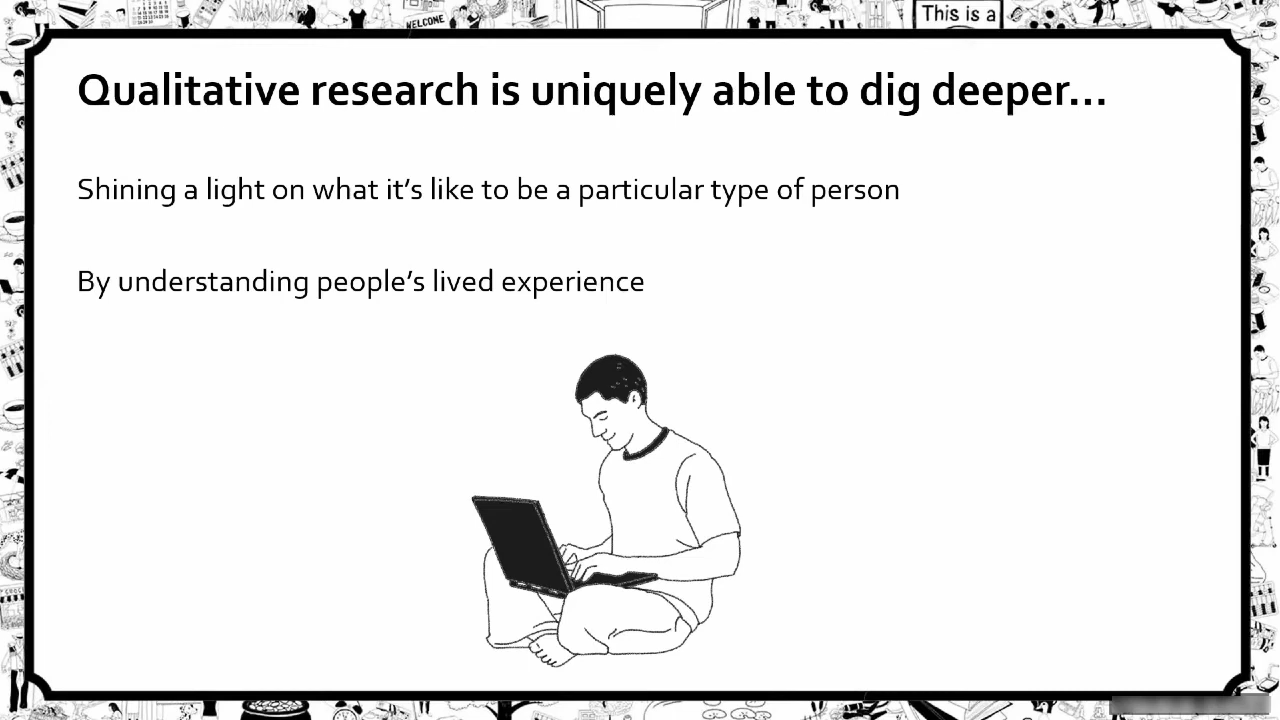 WELCOME
This is a
Qualitative research is uniquely able to dig deeper...
Shining a light on what it’s like to be a particular type of person
By understanding people’s lived experience